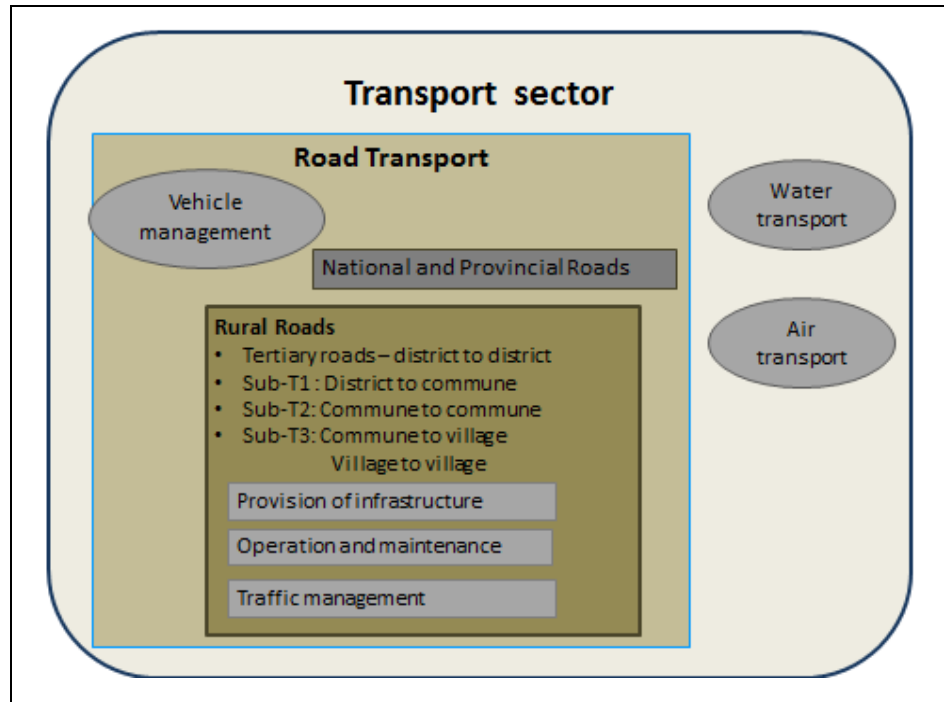 Transport sector
Road Transport
Vehicle
management
National and Provincial Roads
Rural Roads
• Tertiary roads – district to district
• Sub-T1 : District to commune
• Sub-T2: Commune to commune
• Sub-T3: Commune to village
Village to village
Provision of infrastructure
Operation and maintenance
Traffic management
Water
transport
Air
transport